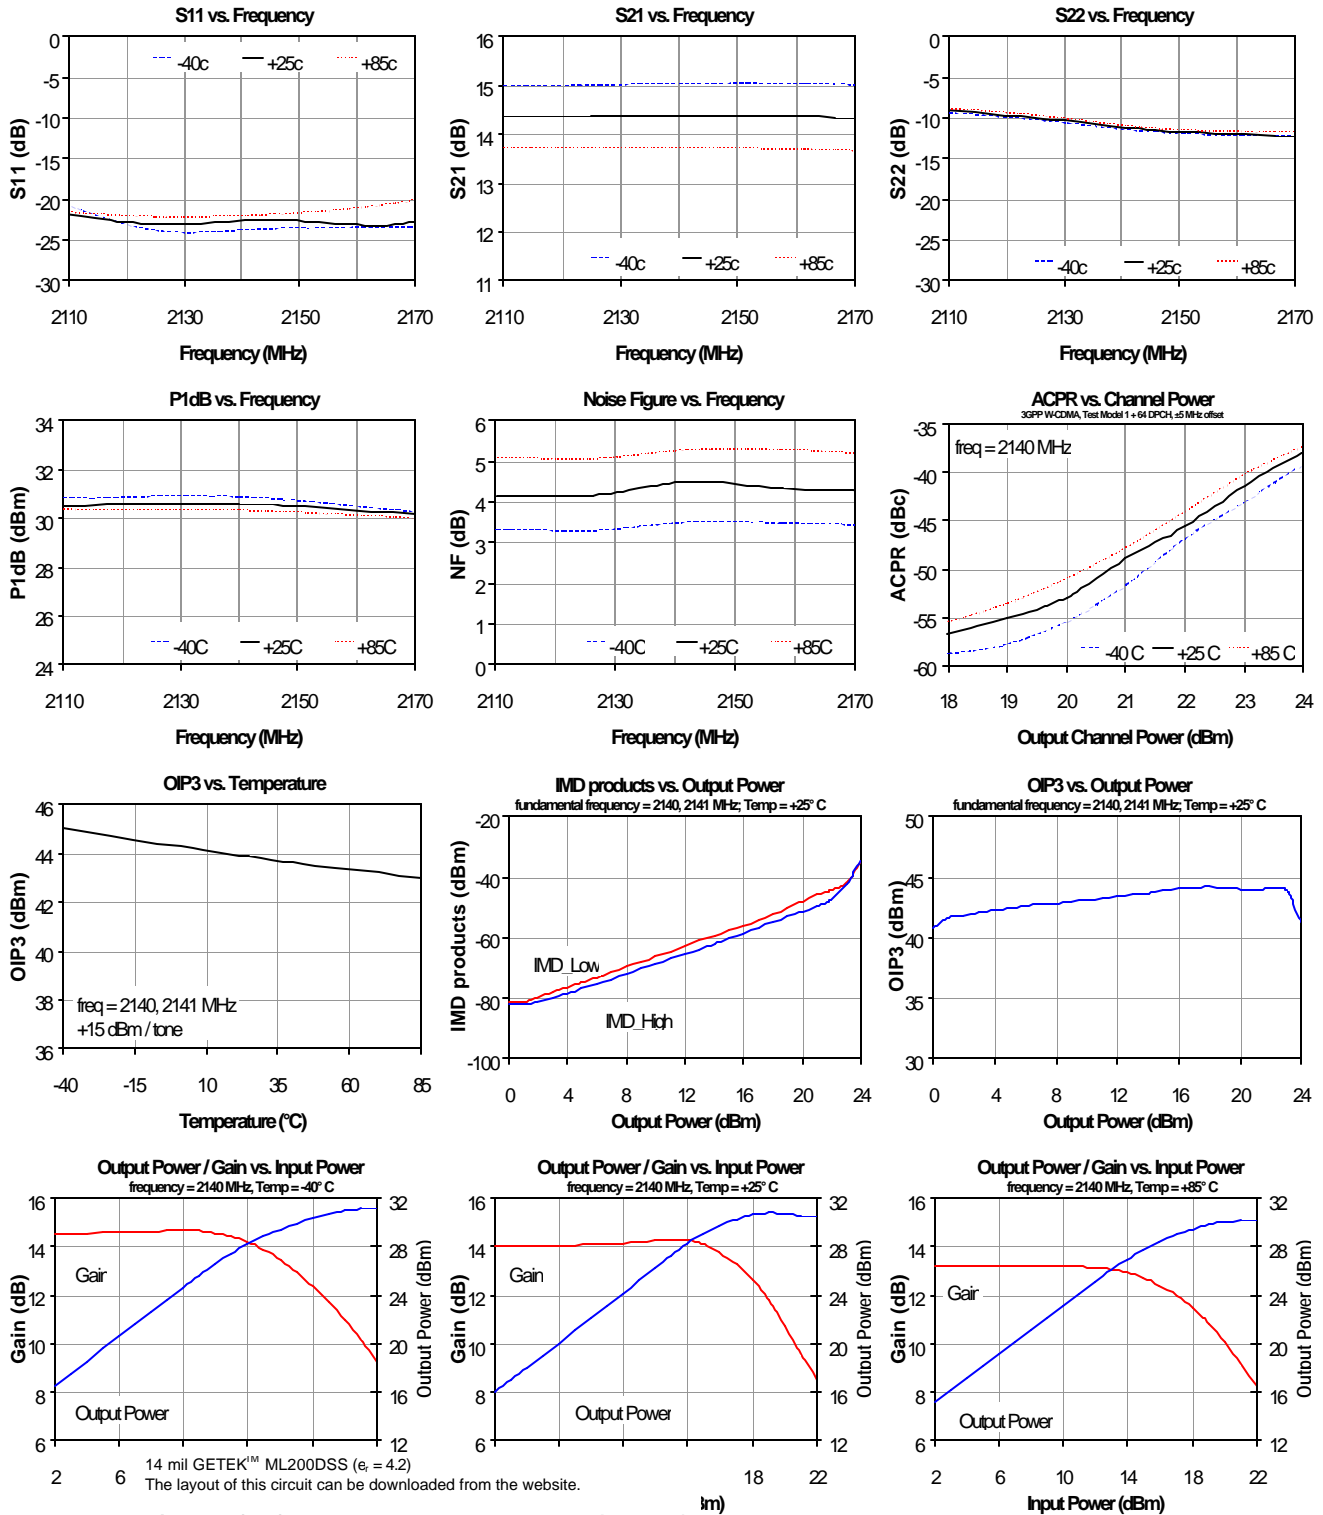 S11 vs. Frequency
0
-5
-10
-15
-20
-25
-30
S11 (dB)
-40c +25c +85c
2110 2130 2150 2170
Frequency (MHz)
S21 vs. Frequency
16
15
14
13
12
11
S21 (dB)
-40c +25c +85c
2110 2130 2150 2170
Frequency (MHz)
S22 vs. Frequency
0
-5
-10
-15
-20
-25
-30
S22 (dB)
-40c +25c +85c
2110 2130 2150 2170
Frequency (MHz)
P1dB vs. Frequency
34
32
30
28
26
24
P1dB (dBm)
-40C +25C +85C
2110 2130 2150 2170
Frequency (MHz)
Noise Figure vs. Frequency
6
5
4
3
2
1
0
NF (dB)
-40C +25C +85C
2110 2130 2150 2170
Frequency (MHz)
ACPR vs. Channel Power
3GPP W-CDMA, Test Model 1 + 64 DPCH, ±5 MHz offset
-35
-40
-45
-50
-55
-60
ACPR (dBc)
freq = 2140 MHz
-40 C +25 C +85 C
18 19 20 21 22 23 24
Output Channel Power (dBm)
OIP3 vs. Temperature
46
44
42
40
38
36
OIP3 (dBm)
freq = 2140, 2141 MHz
+15 dBm / tone
-40 -15 10 35 60 85
Temperature (°C)
IMD products vs. Output Power
fundamental frequency = 2140, 2141 MHz; Temp = +25° C
-20
-40
-60
-80
-100
IMD products (dBm)
IMD_Low
IMD_High
0 4 8 12 16 20 24
Output Power (dBm)
OIP3 vs. Output Power
fundamental frequency = 2140, 2141 MHz; Temp = +25° C
50
45
40
35
30
OIP3 (dBm)
0 4 8 12 16 20 24
Output Power (dBm)
Output Power / Gain vs. Input Power
frequency = 2140 MHz, Temp = -40° C
16
14
12
10
8
6
Gain (dB)
Gain
Output Power
32
28
24
20
16
12
Output Power (dBm)
2 6
Output Power / Gain vs. Input Power
frequency = 2140 MHz, Temp = +25° C
16
14
12
10
8
6
Gain (dB)
Gain
Output Power
32
28
24
20
16
12
Output Power (dBm)
18 22
Bm)
Output Power / Gain vs. Input Power
frequency = 2140 MHz, Temp = +85° C
16
14
12
10
8
6
Gain (dB)
Gain
Output Power
32
28
24
20
16
12
Output Power (dBm)
2 6 10 14 18 22
Input Power (dBm)
14 mil GETEK™ ML200DSS (eᵣ = 4.2)
The layout of this circuit can be downloaded from the website.